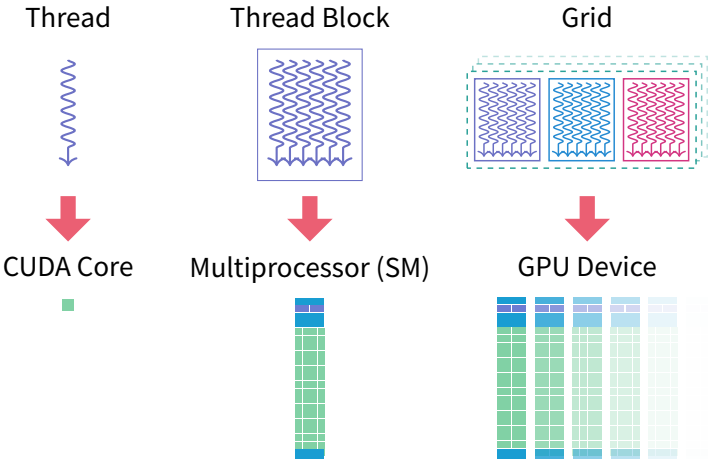 Thread
Thread Block
Grid
CUDA Core
Multiprocessor (SM)
GPU Device